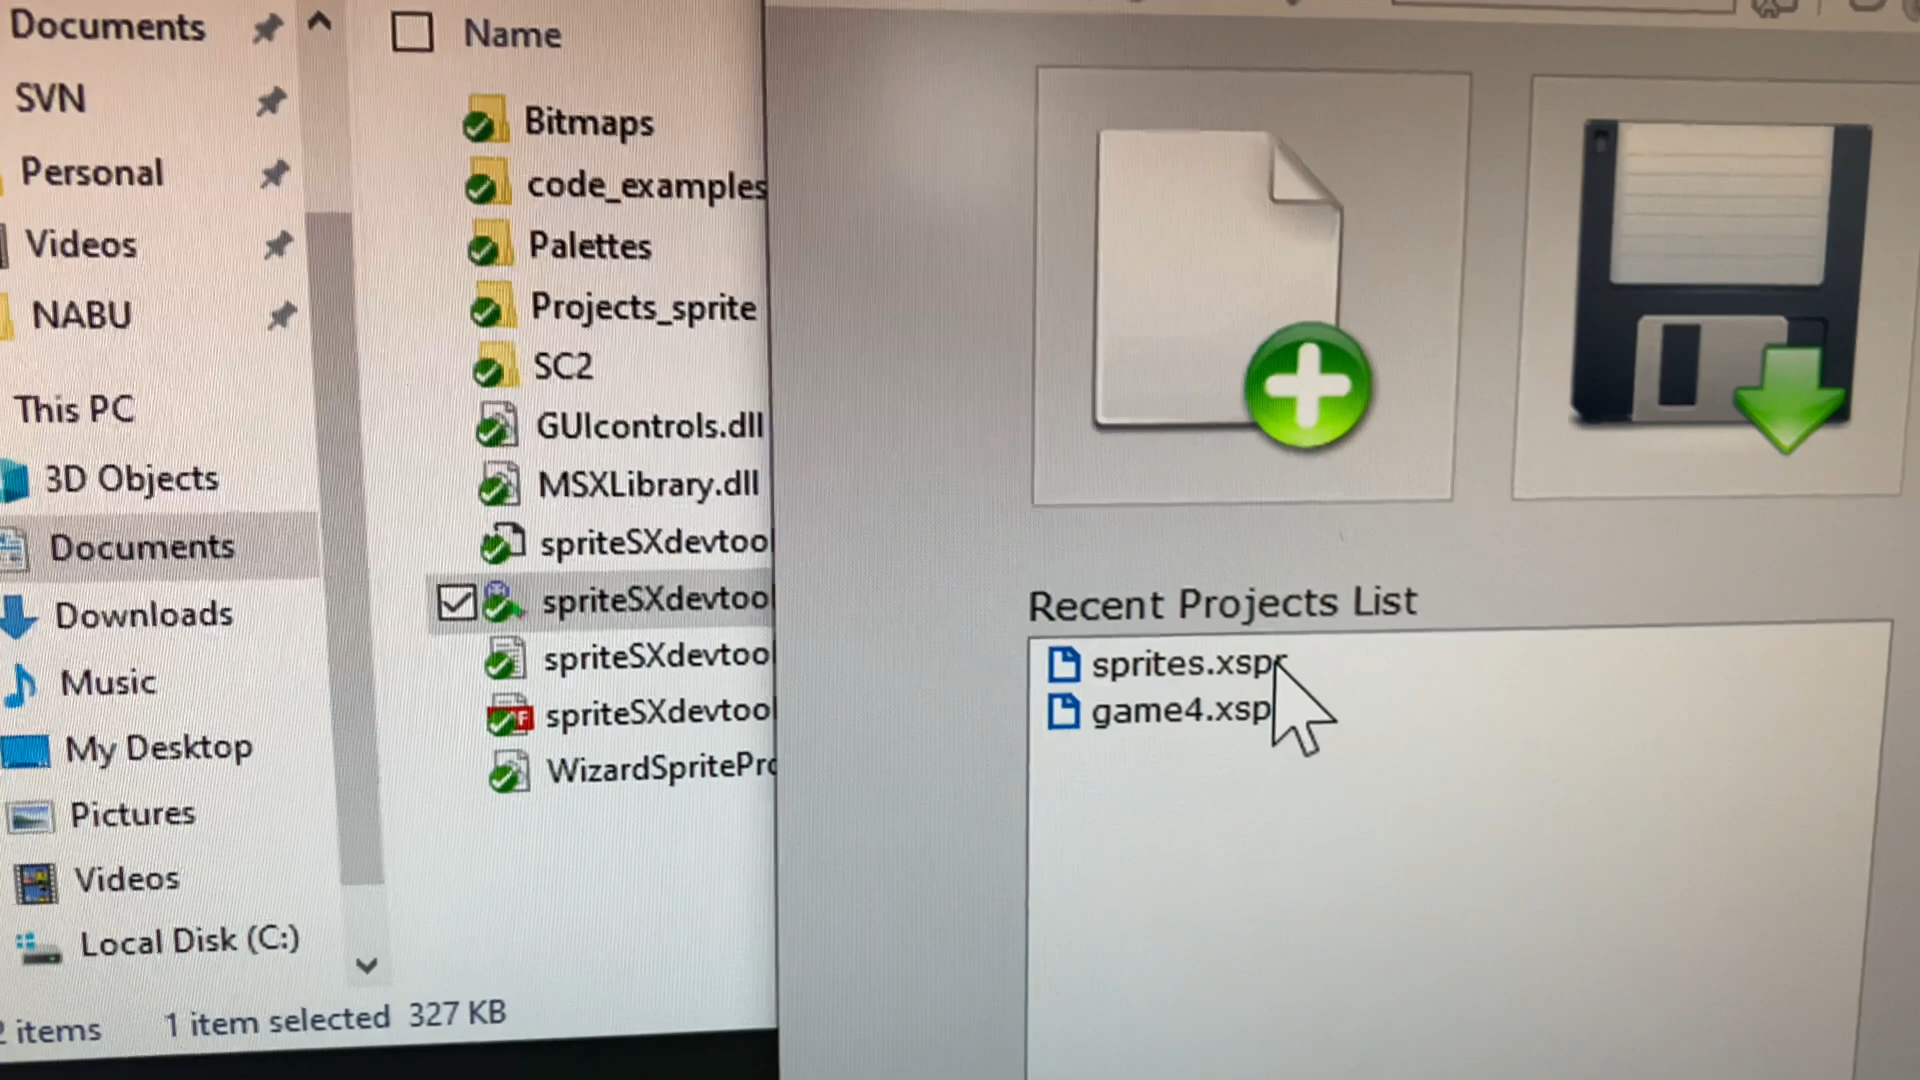 Documents
SVN
Personal
Videos
NABU
This PC
3D Objects
Documents
Downloads
Music
My Desktop
Pictures
Videos
Local Disk (C:)
items
1 item selected 327 KB
Name
Bitmaps
code_examples
Palettes
Projects_sprite
SC2
GUIcontrols.dll
MSXLibrary.dll
spriteSXdevtool
spriteSXdevtool
spriteSXdevtool
spriteSXdevtool
WizardSpritePro
Recent Projects List
sprites.xspr
game4.xsp